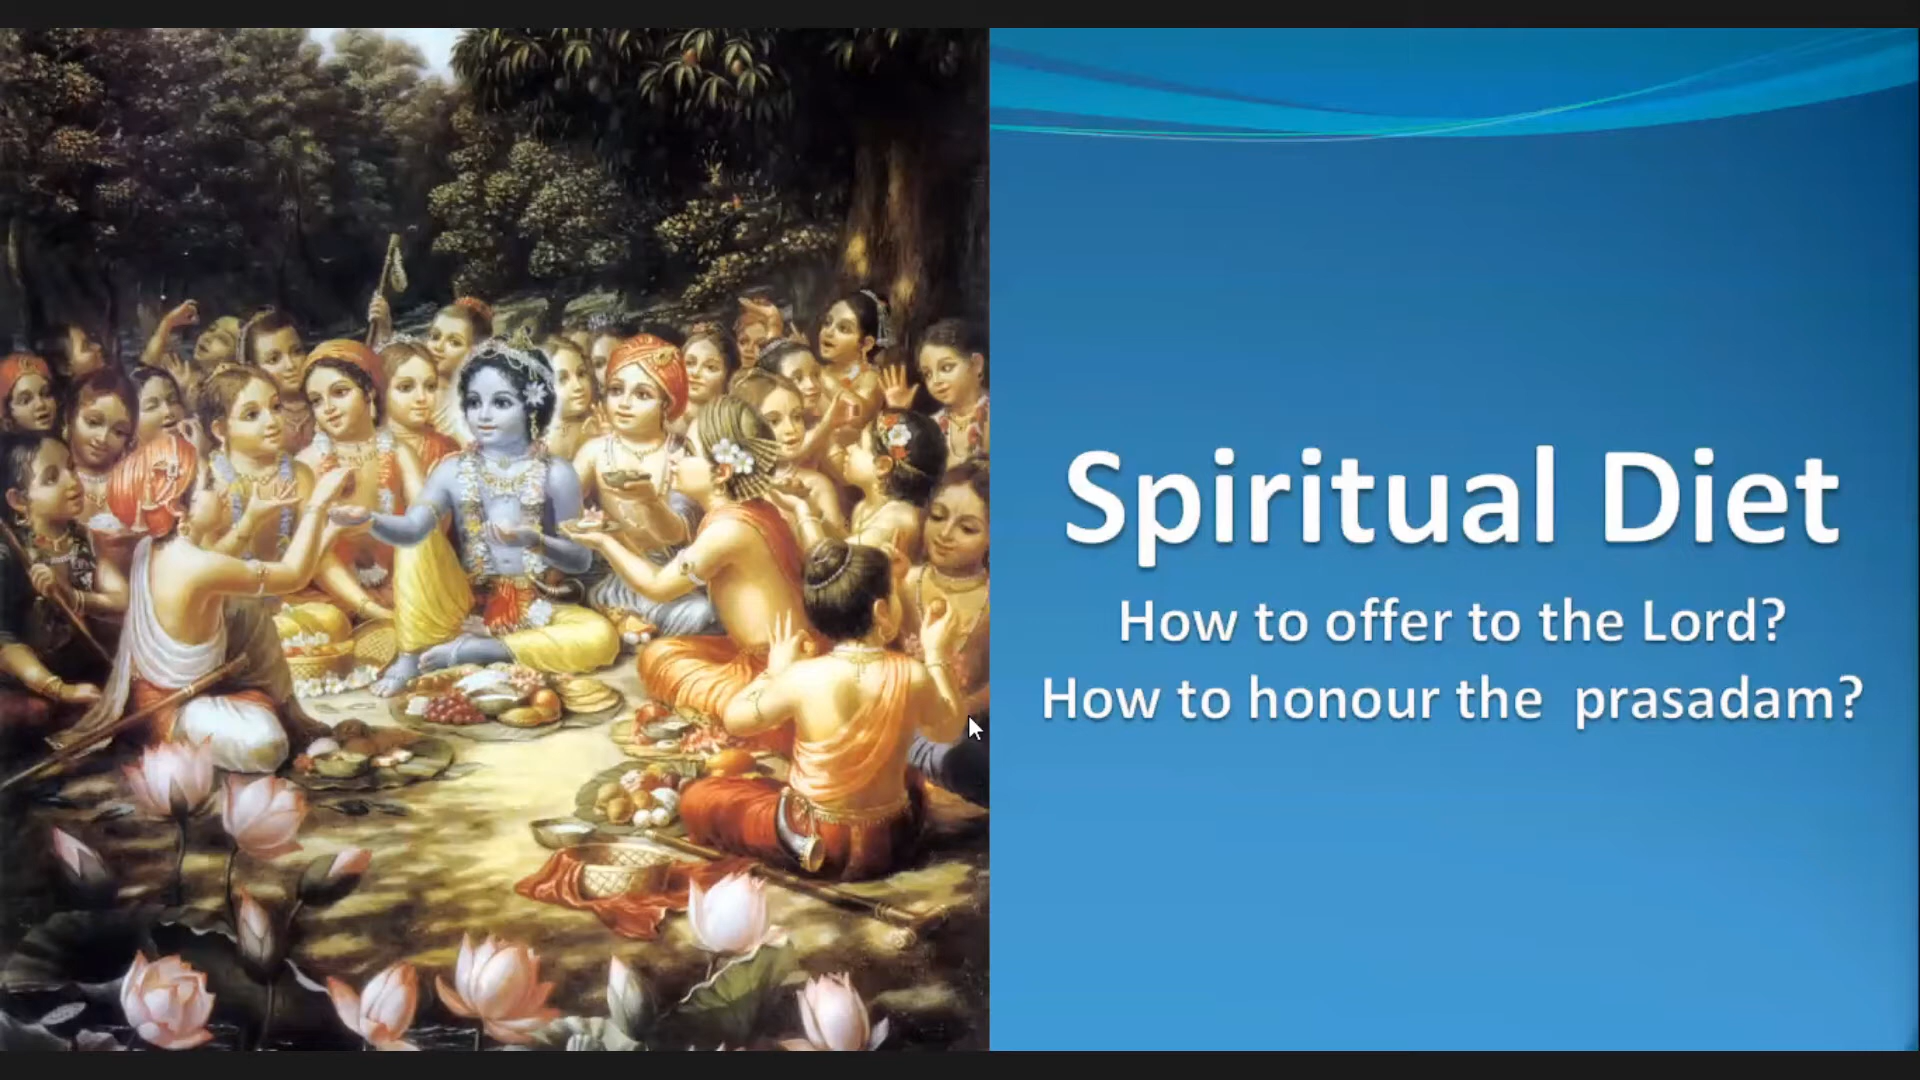 Spiritual Diet
How to offer to the Lord?
How to honour the prasadam?